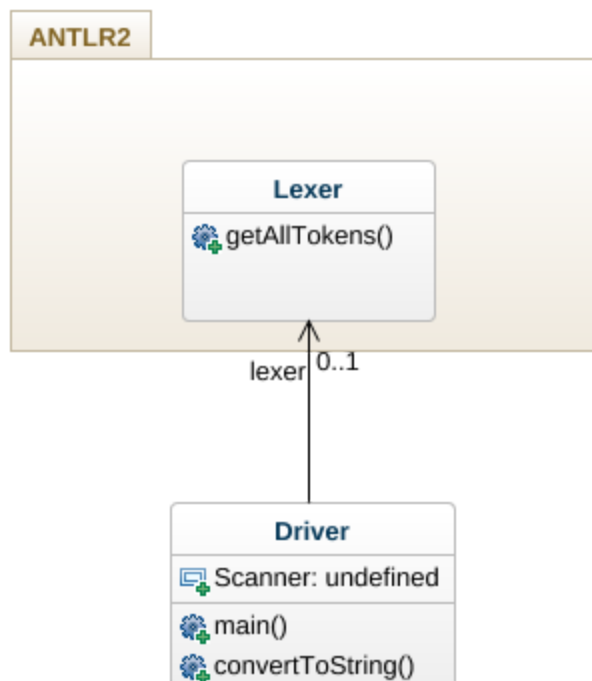 ANTLR2
Lexer
getAllTokens()
lexer 0..1
Driver
Scanner: undefined
main()
convertToString()